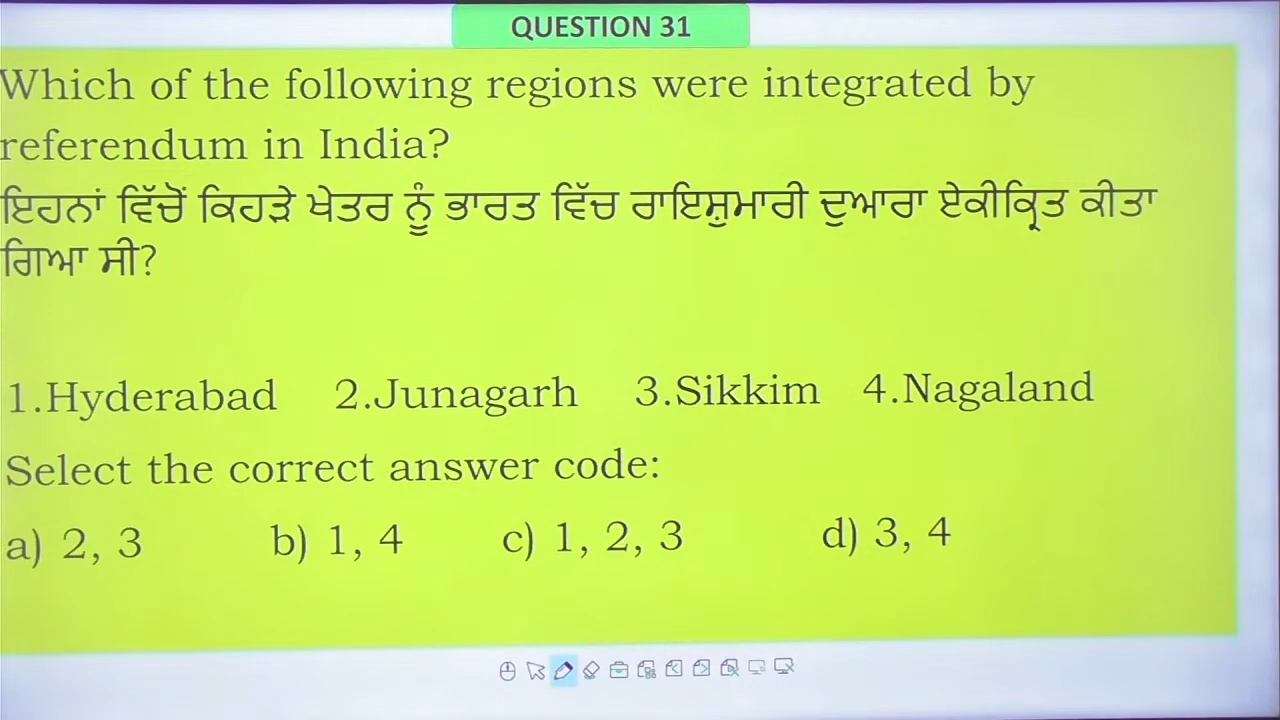 QUESTION 31
Which of the following regions were integrated by
referendum in India?
ਇਹਨਾਂ ਵਿੱਚੋਂ ਕਿਹੜੇ ਖੇਤਰ ਨੂੰ ਭਾਰਤ ਵਿੱਚ ਰਾਇਸ਼ੁਮਾਰੀ ਦੁਆਰਾ ਏਕੀਕ੍ਰਿਤ ਕੀਤਾ
ਗਿਆ ਸੀ?
1.Hyderabad 2.Junagarh 3.Sikkim 4.Nagaland
Select the correct answer code:
a) 2, 3 b) 1, 4 c) 1, 2, 3 d) 3, 4